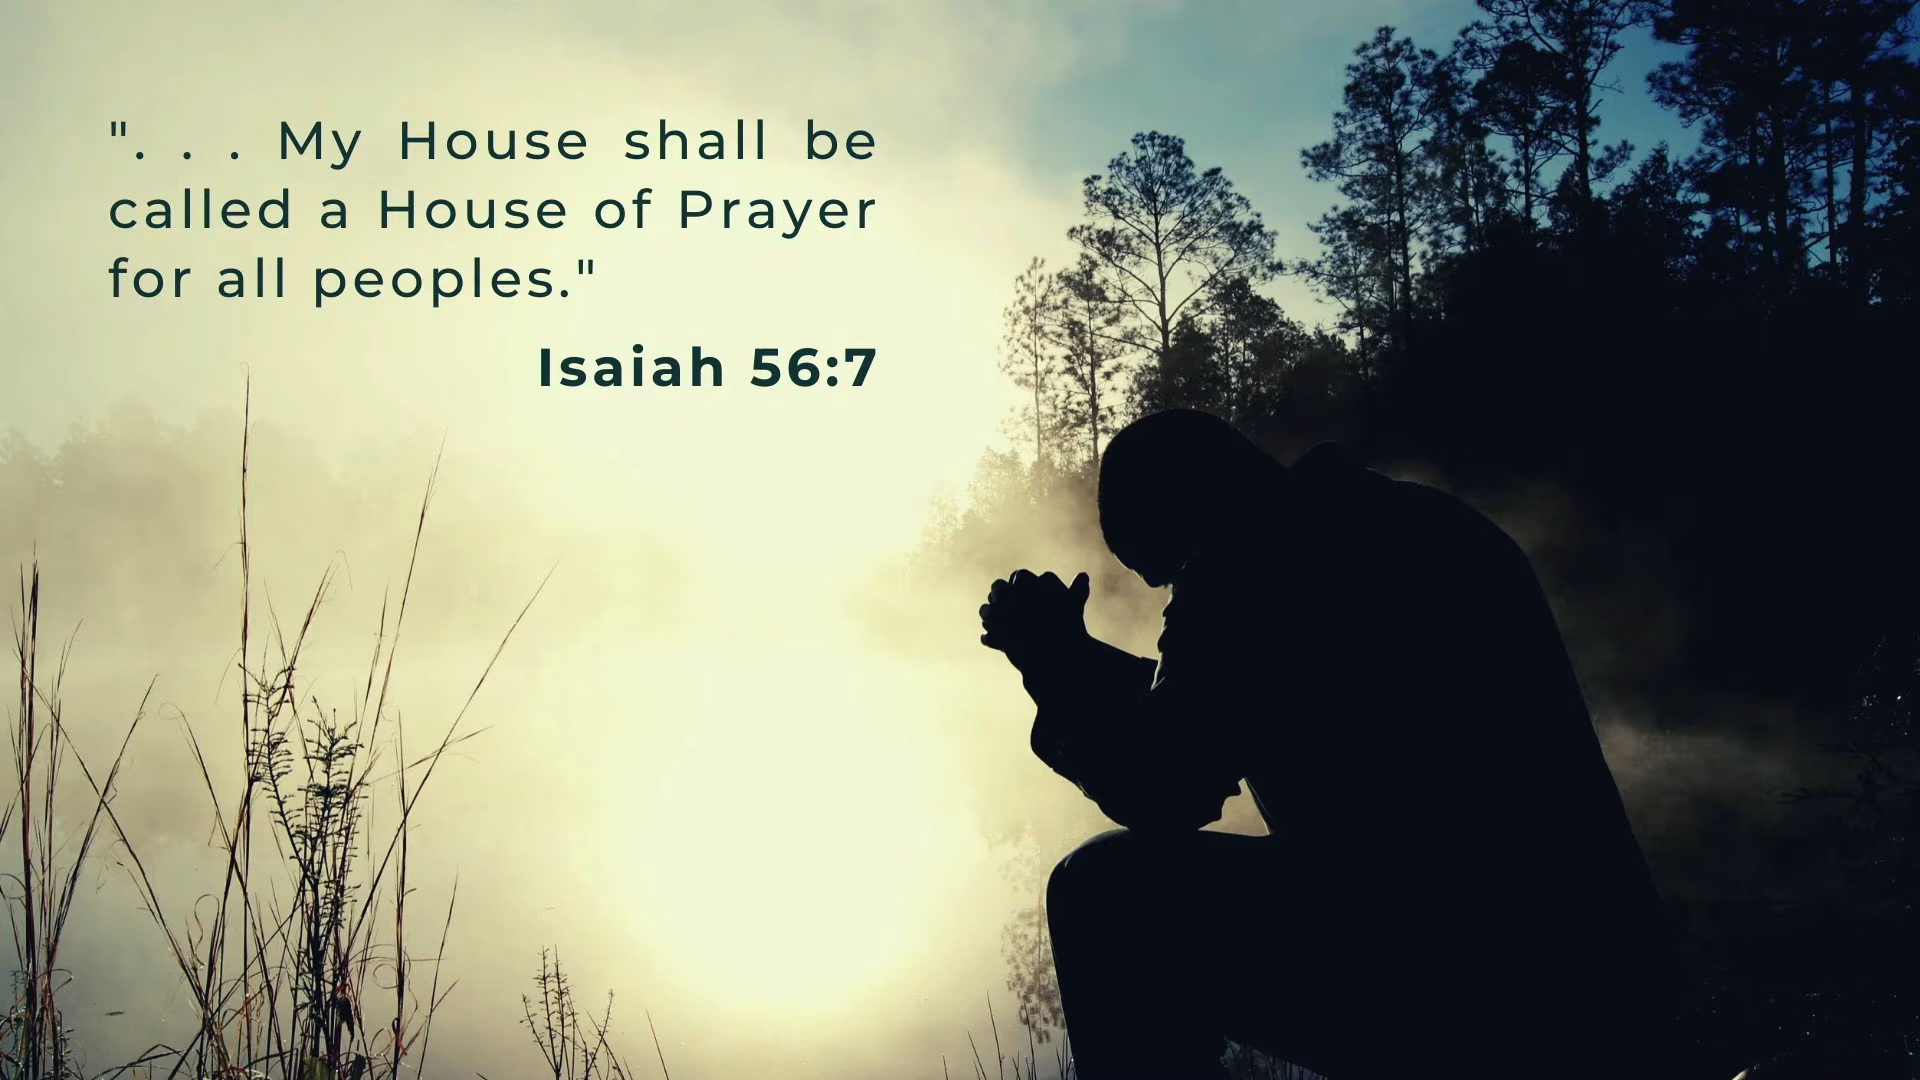 ". . . My House shall be
called a House of Prayer
for all peoples."
Isaiah 56:7